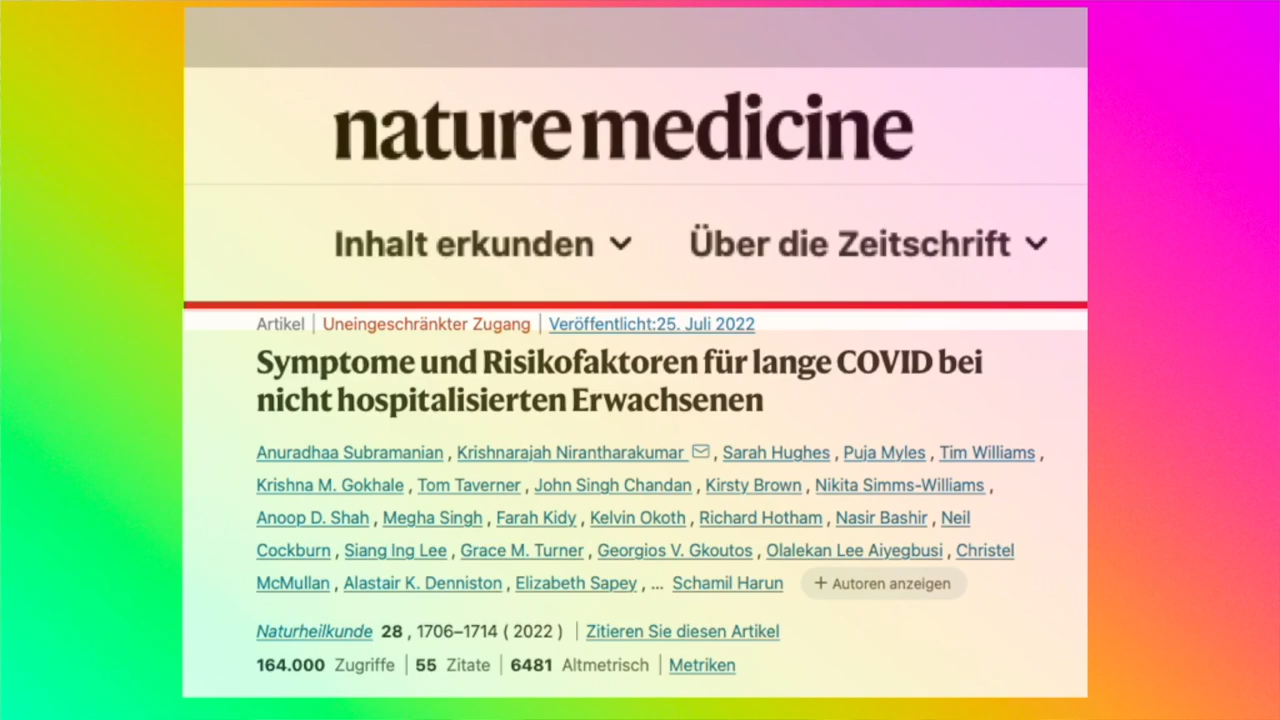 nature medicine
Inhalt erkunden Über die Zeitschrift
Artikel | Uneingeschränkter Zugang | Veröffentlicht:25. Juli 2022
Symptome und Risikofaktoren für lange COVID bei
nicht hospitalisierten Erwachsenen
Anuradhaa Subramanian , Krishnarajah Nirantharakumar , Sarah Hughes , Puja Myles , Tim Williams ,
Krishna M. Gokhale , Tom Taverner , John Singh Chandan , Kirsty Brown , Nikita Simms-Williams ,
Anoop D. Shah , Megha Singh , Farah Kidy , Kelvin Okoth , Richard Hotham , Nasir Bashir , Neil
Cockburn , Siang Ing Lee , Grace M. Turner , Georgios V. Gkoutos , Olalekan Lee Aiyegbusi , Christel
McMullan , Alastair K. Denniston , Elizabeth Sapey , ... Schamil Harun + Autoren anzeigen
Naturheilkunde 28 , 1706–1714 ( 2022 ) | Zitieren Sie diesen Artikel
164.000 Zugriffe | 55 Zitate | 6481 Altmetrisch | Metriken